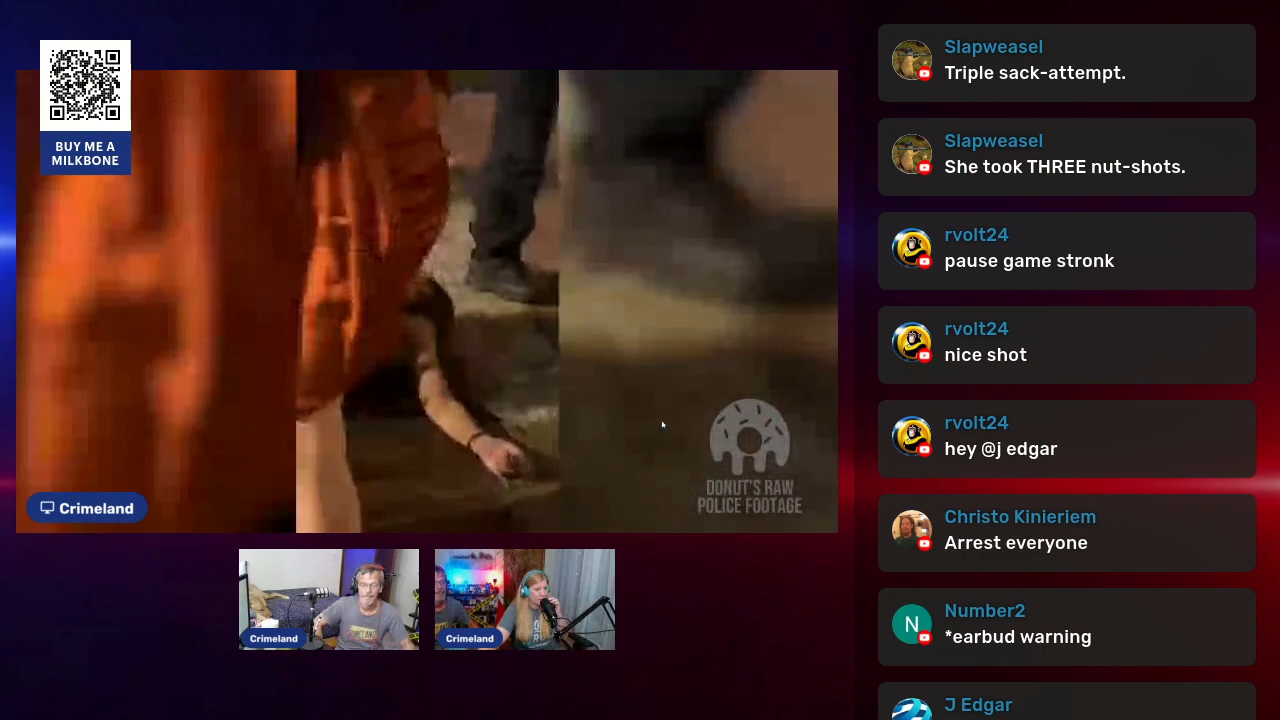 BUY ME A
MILKBONE
DONUT'S RAW
POLICE FOOTAGE
Crimeland
Crimeland
Crimeland
Slapweasel
Triple sack-attempt.
Slapweasel
She took THREE nut-shots.
rvolt24
pause game stronk
rvolt24
nice shot
rvolt24
hey @j edgar
Christo Kinieriem
Arrest everyone
N
Number2
*earbud warning
J Edgar